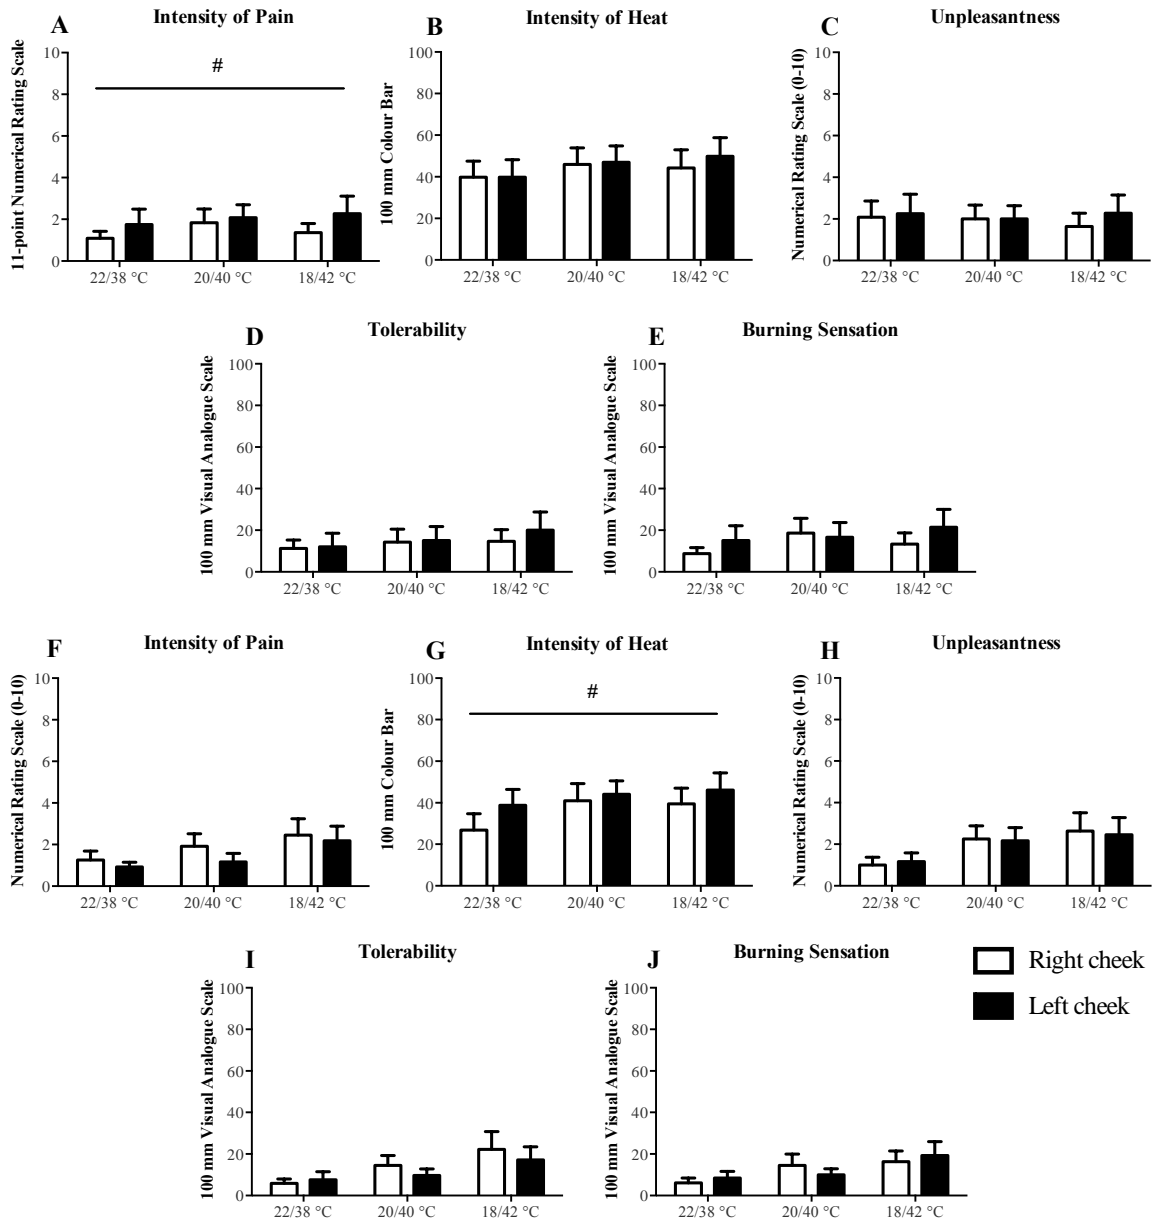 A
Intensity of Pain
11-point Numerical Rating Scale
10
8
6
4
2
0
#
22/38 °C
20/40 °C
18/42 °C
B
Intensity of Heat
100 mm Colour Bar
100
80
60
40
20
0
22/38 °C
20/40 °C
18/42 °C
C
Unpleasantness
Numerical Rating Scale (0-10)
10
8
6
4
2
0
22/38 °C
20/40 °C
18/42 °C
D
Tolerability
100 mm Visual Analogue Scale
100
80
60
40
20
0
22/38 °C
20/40 °C
18/42 °C
E
Burning Sensation
100 mm Visual Analogue Scale
100
80
60
40
20
0
22/38 °C
20/40 °C
18/42 °C
F
Intensity of Pain
Numerical Rating Scale (0-10)
10
8
6
4
2
0
22/38 °C
20/40 °C
18/42 °C
G
Intensity of Heat
100 mm Colour Bar
100
80
60
40
20
0
#
22/38 °C
20/40 °C
18/42 °C
H
Unpleasantness
Numerical Rating Scale (0-10)
10
8
6
4
2
0
22/38 °C
20/40 °C
18/42 °C
I
Tolerability
100 mm Visual Analogue Scale
100
80
60
40
20
0
22/38 °C
20/40 °C
18/42 °C
J
Burning Sensation
100 mm Visual Analogue Scale
100
80
60
40
20
0
22/38 °C
20/40 °C
18/42 °C
Right cheek
Left cheek